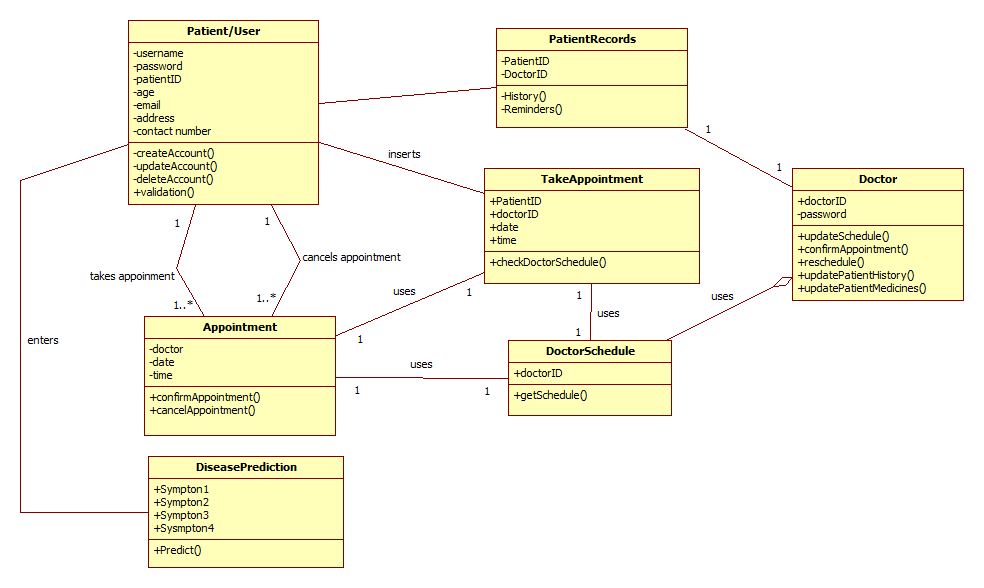 Patient/User
-username
-password
-patientID
-age
-email
-address
-contact number
-createAccount()
-updateAccount()
-deleteAccount()
+validation()
PatientRecords
-PatientID
-DoctorID
-History()
-Reminders()
1
1
inserts
TakeAppointment
+PatientID
+doctorID
+date
+time
+checkDoctorSchedule()
Doctor
+doctorID
-password
+updateSchedule()
+confirmAppointment()
+reschedule()
+updatePatientHistory()
+updatePatientMedicines()
1
1
takes appoinment
cancels appointment
1..*
1..*
uses
1
1
1
uses
1
uses
enters
Appointment
-doctor
-date
-time
+confirmAppointment()
+cancelAppointment()
uses
1
1
DoctorSchedule
+doctorID
+getSchedule()
DiseasePrediction
+Sympton1
+Sympton2
+Sympton3
+Sysmpton4
+Predict()